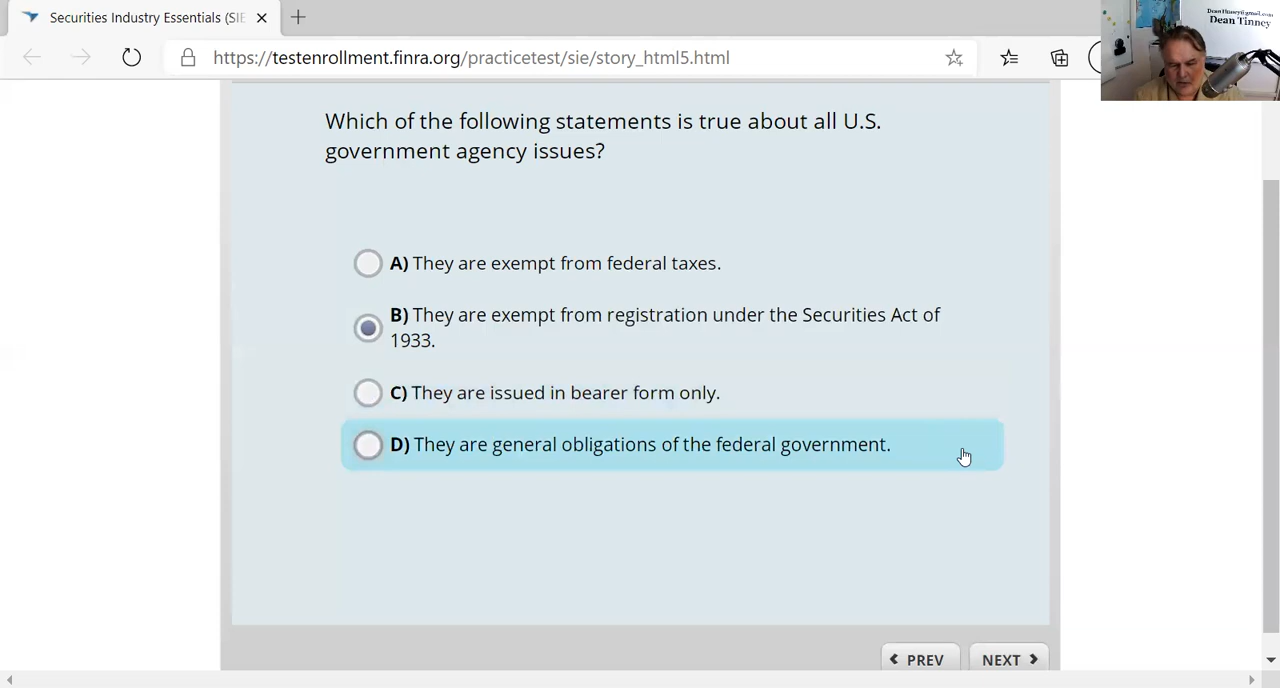 Securities Industry Essentials (SIE
https://testenrollment.finra.org/practicetest/sie/story_html5.html
DeanTinney@gmail.com
Dean Tinney
Which of the following statements is true about all U.S.
government agency issues?
A) They are exempt from federal taxes.
B) They are exempt from registration under the Securities Act of
1933.
C) They are issued in bearer form only.
D) They are general obligations of the federal government.
PREV
NEXT